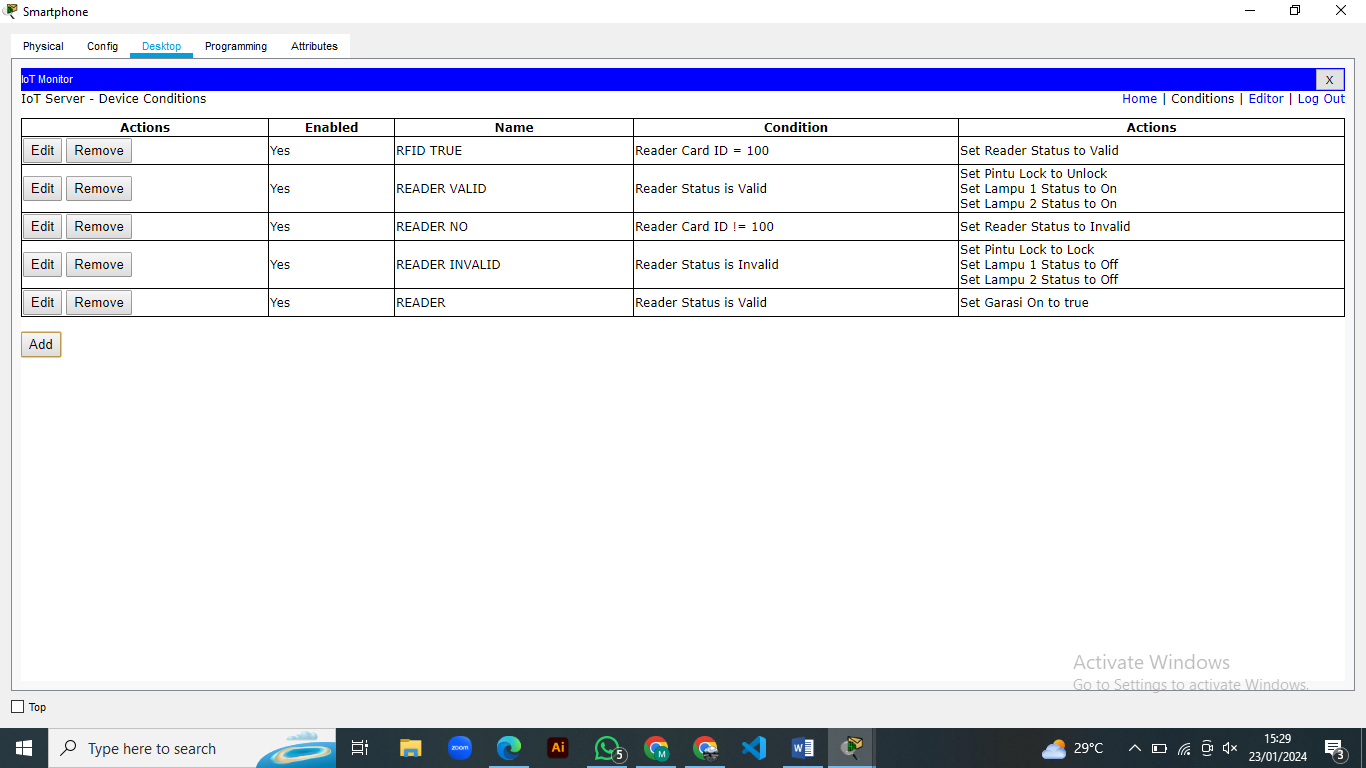 Smartphone
Physical Config Desktop Programming Attributes
IoT Monitor X
IoT Server - Device Conditions Home | Conditions | Editor | Log Out
Actions Enabled Name Condition Actions
Edit Remove Yes RFID TRUE Reader Card ID = 100 Set Reader Status to Valid
Edit Remove Yes READER VALID Reader Status is Valid Set Pintu Lock to Unlock
Set Lampu 1 Status to On
Set Lampu 2 Status to On
Edit Remove Yes READER NO Reader Card ID != 100 Set Reader Status to Invalid
Edit Remove Yes READER INVALID Reader Status is Invalid Set Pintu Lock to Lock
Set Lampu 1 Status to Off
Set Lampu 2 Status to Off
Edit Remove Yes READER Reader Status is Valid Set Garasi On to true
Add
Activate Windows
Go to Settings to activate Windows.
Top
Type here to search zoom Ai 5 M 29°C 15:29
23/01/2024 3